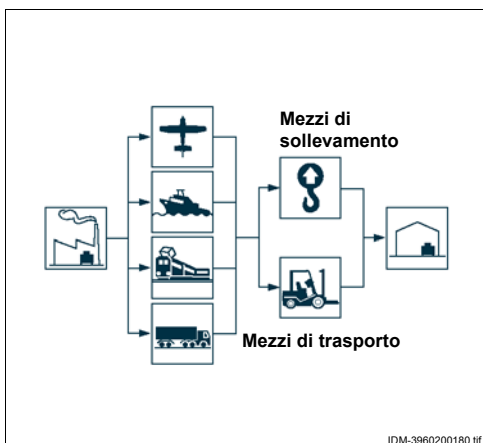 Mezzi di
sollevamento
Mezzi di trasporto
IDM-3960200180.tif